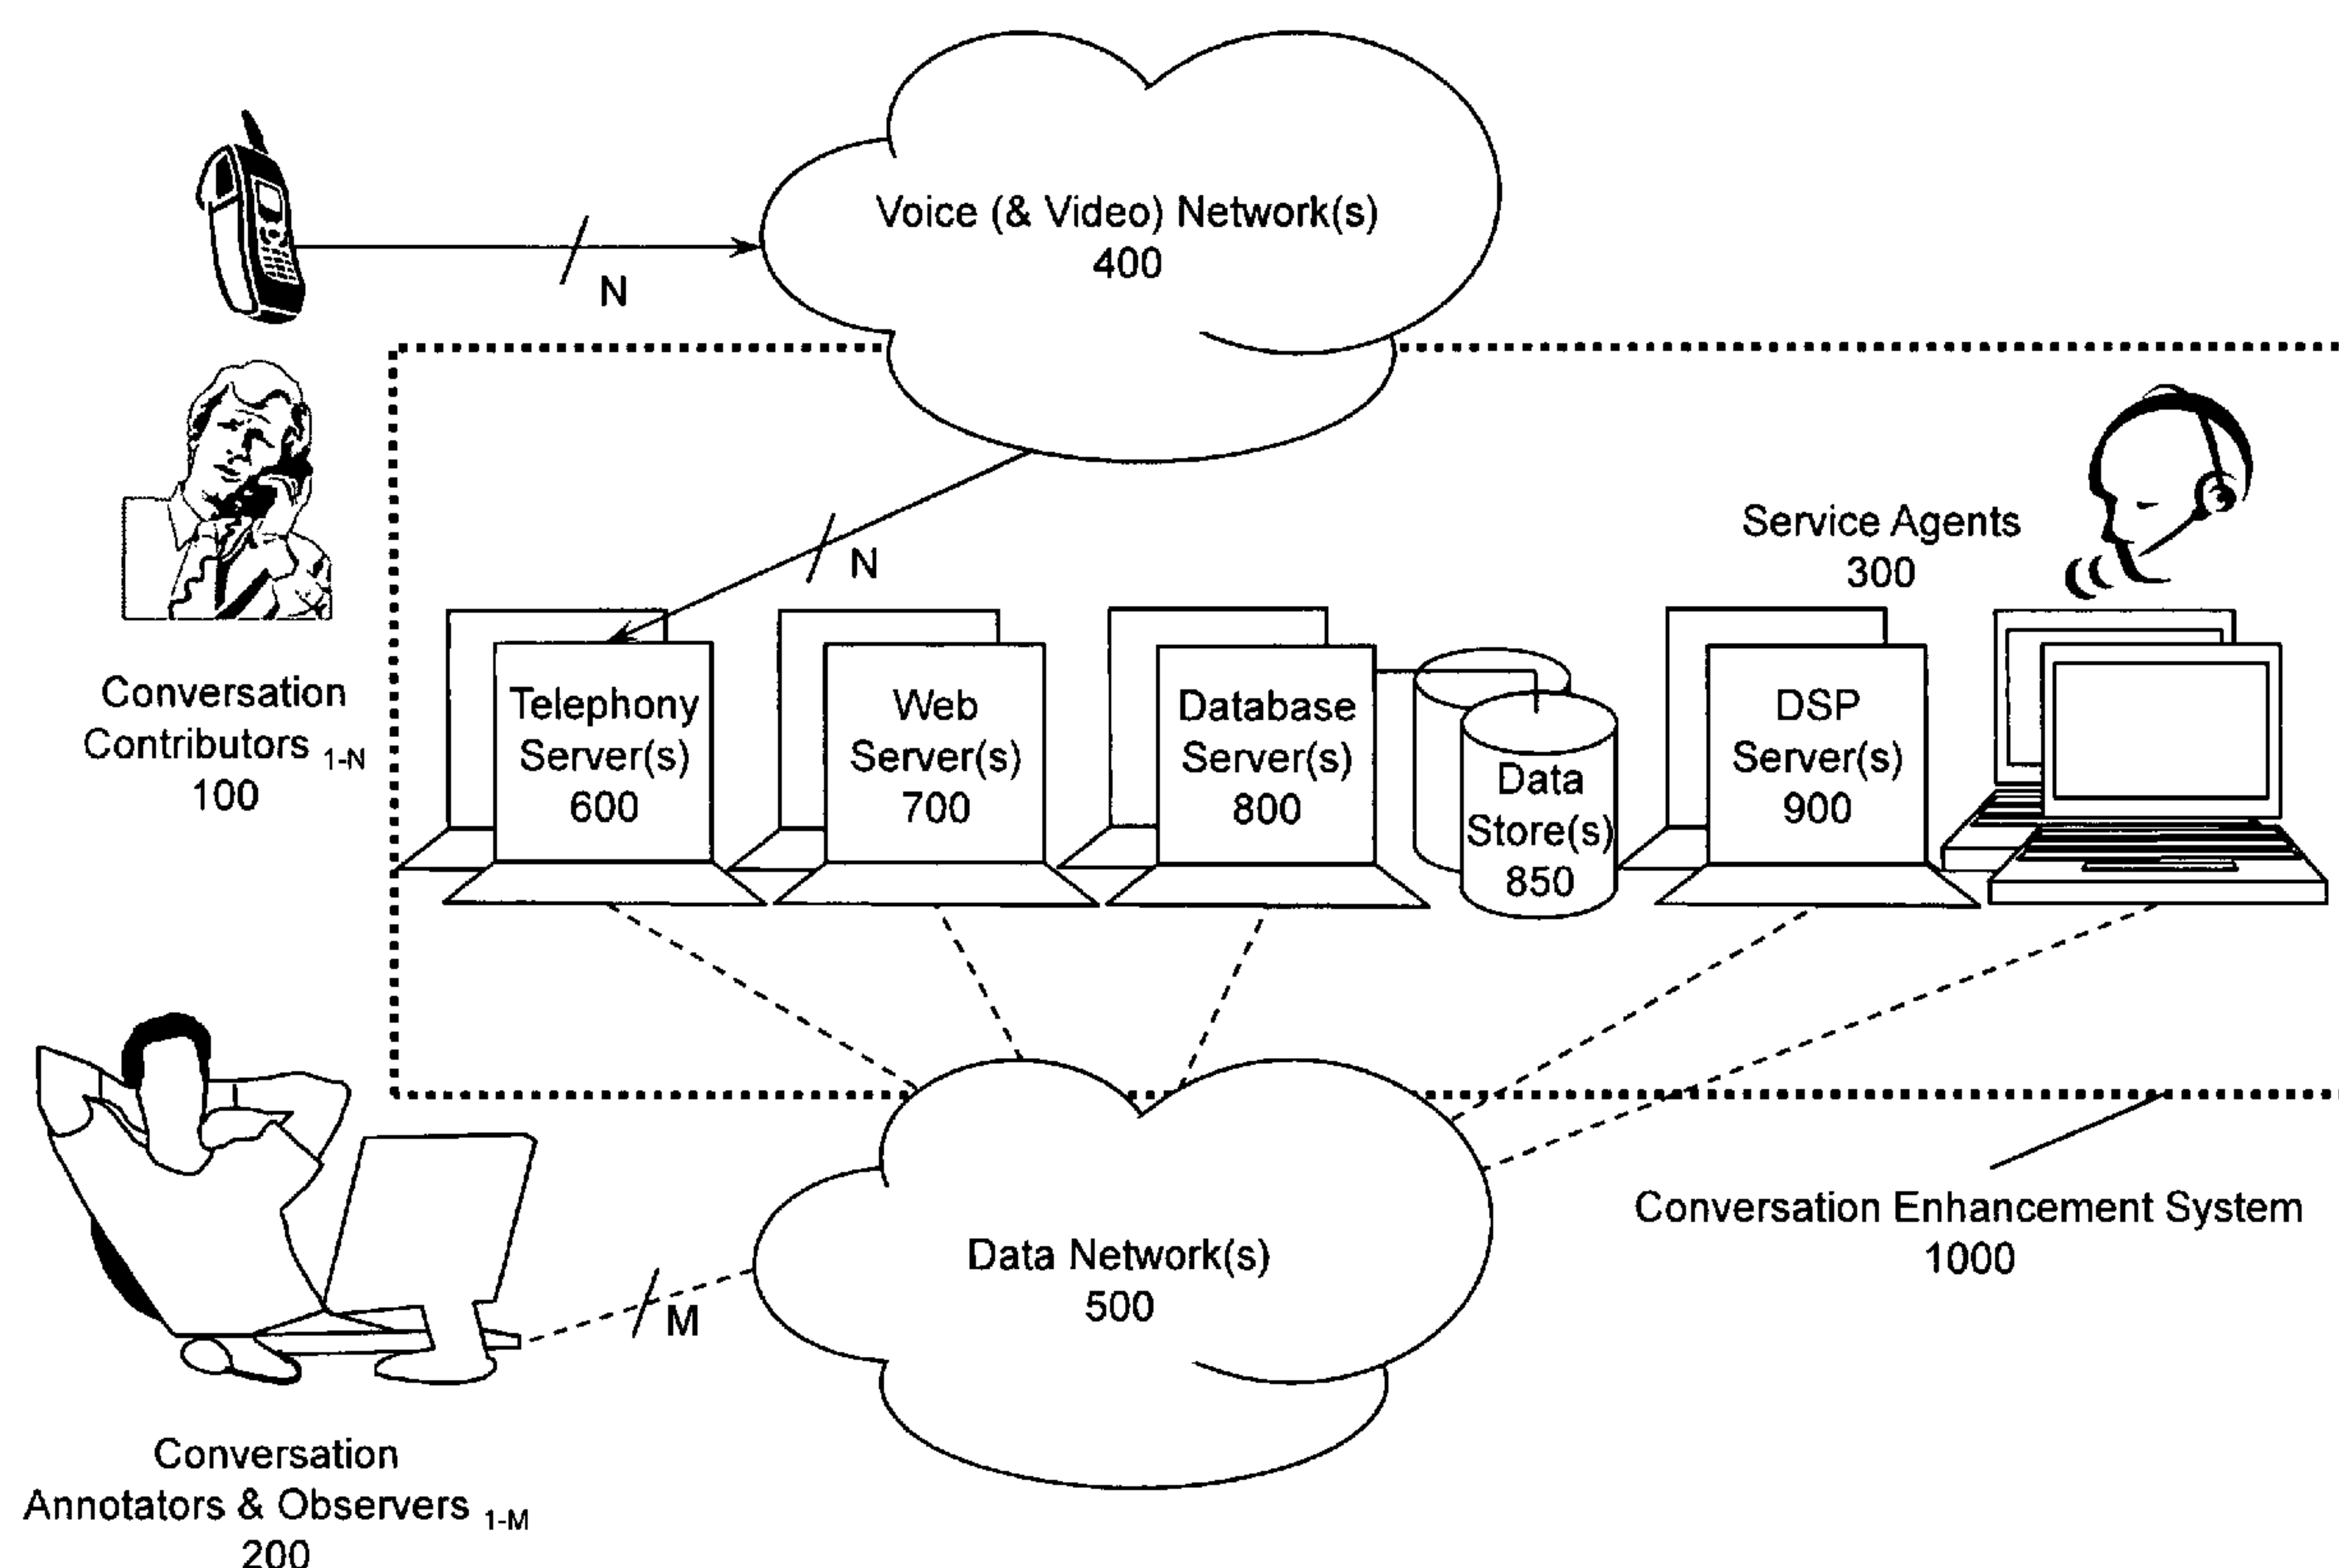 Voice (& Video) Network(s)
400
N
N
Service Agents
300
Conversation
Contributors 1-N
100
Telephony
Server(s)
600
Web
Server(s)
700
Database
Server(s)
800
Data
Store(s)
850
DSP
Server(s)
900
Conversation Enhancement System
1000
Data Network(s)
500
M
Conversation
Annotators & Observers 1-M
200